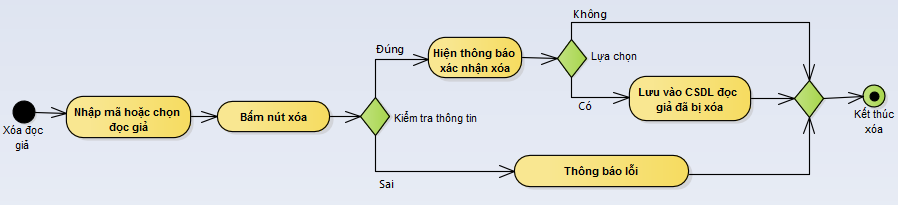 Xóa đọc
giả
Nhập mã hoặc chọn
đọc giả
Bấm nút xóa
Kiểm tra thông tin
Đúng
Hiện thông báo
xác nhận xóa
Lựa chọn
Không
Có
Lưu vào CSDL đọc
giả đã bị xóa
Sai
Thông báo lỗi
Kết thúc
xóa